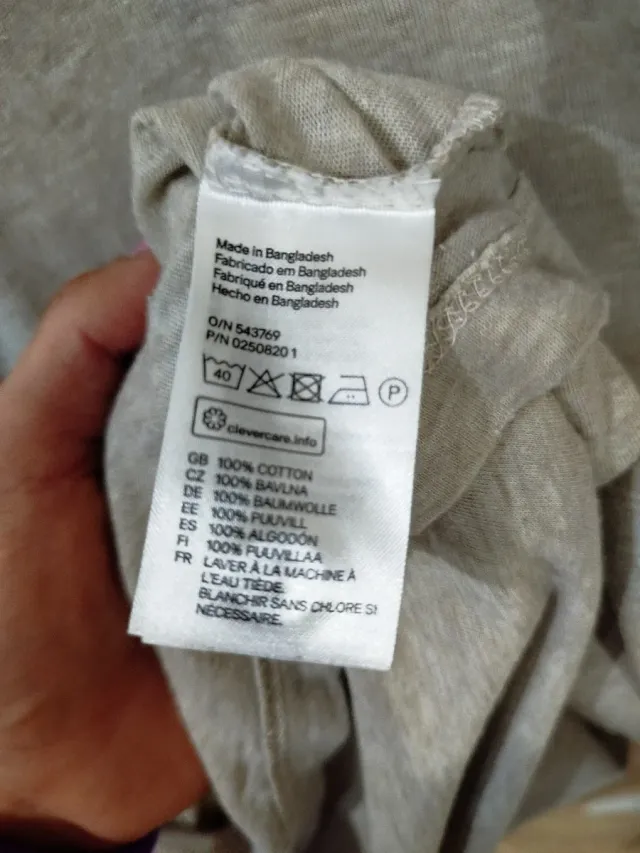 Made in Bangladesh
Fabricado em Bangladesh
Fabriqué en Bangladesh
Hecho en Bangladesh
O/N 543769
P/N 02508201
40 P
clevercare.info
GB 100% COTTON
CZ 100% BAVLNA
DE 100% BAUMWOLLE
EE 100% PUUVILL
ES 100% ALGODÓN
FI 100% PUUVILLAA
FR LAVER À LA MACHINE À
L'EAU TIÈDE.
BLANCHIR SANS CHLORE SI
NÉCESSAIRE.